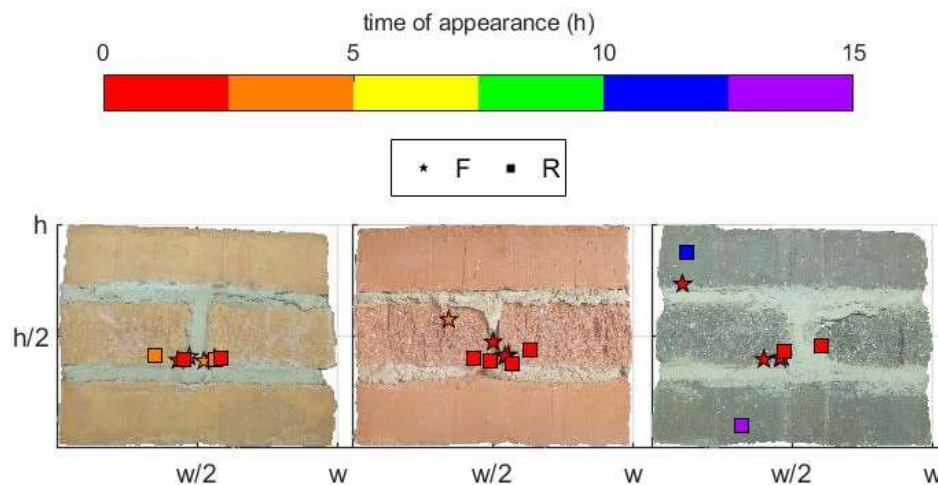 time of appearance (h)
0 5 10 15
F R
h
h/2
w/2 w w/2 w w/2 w